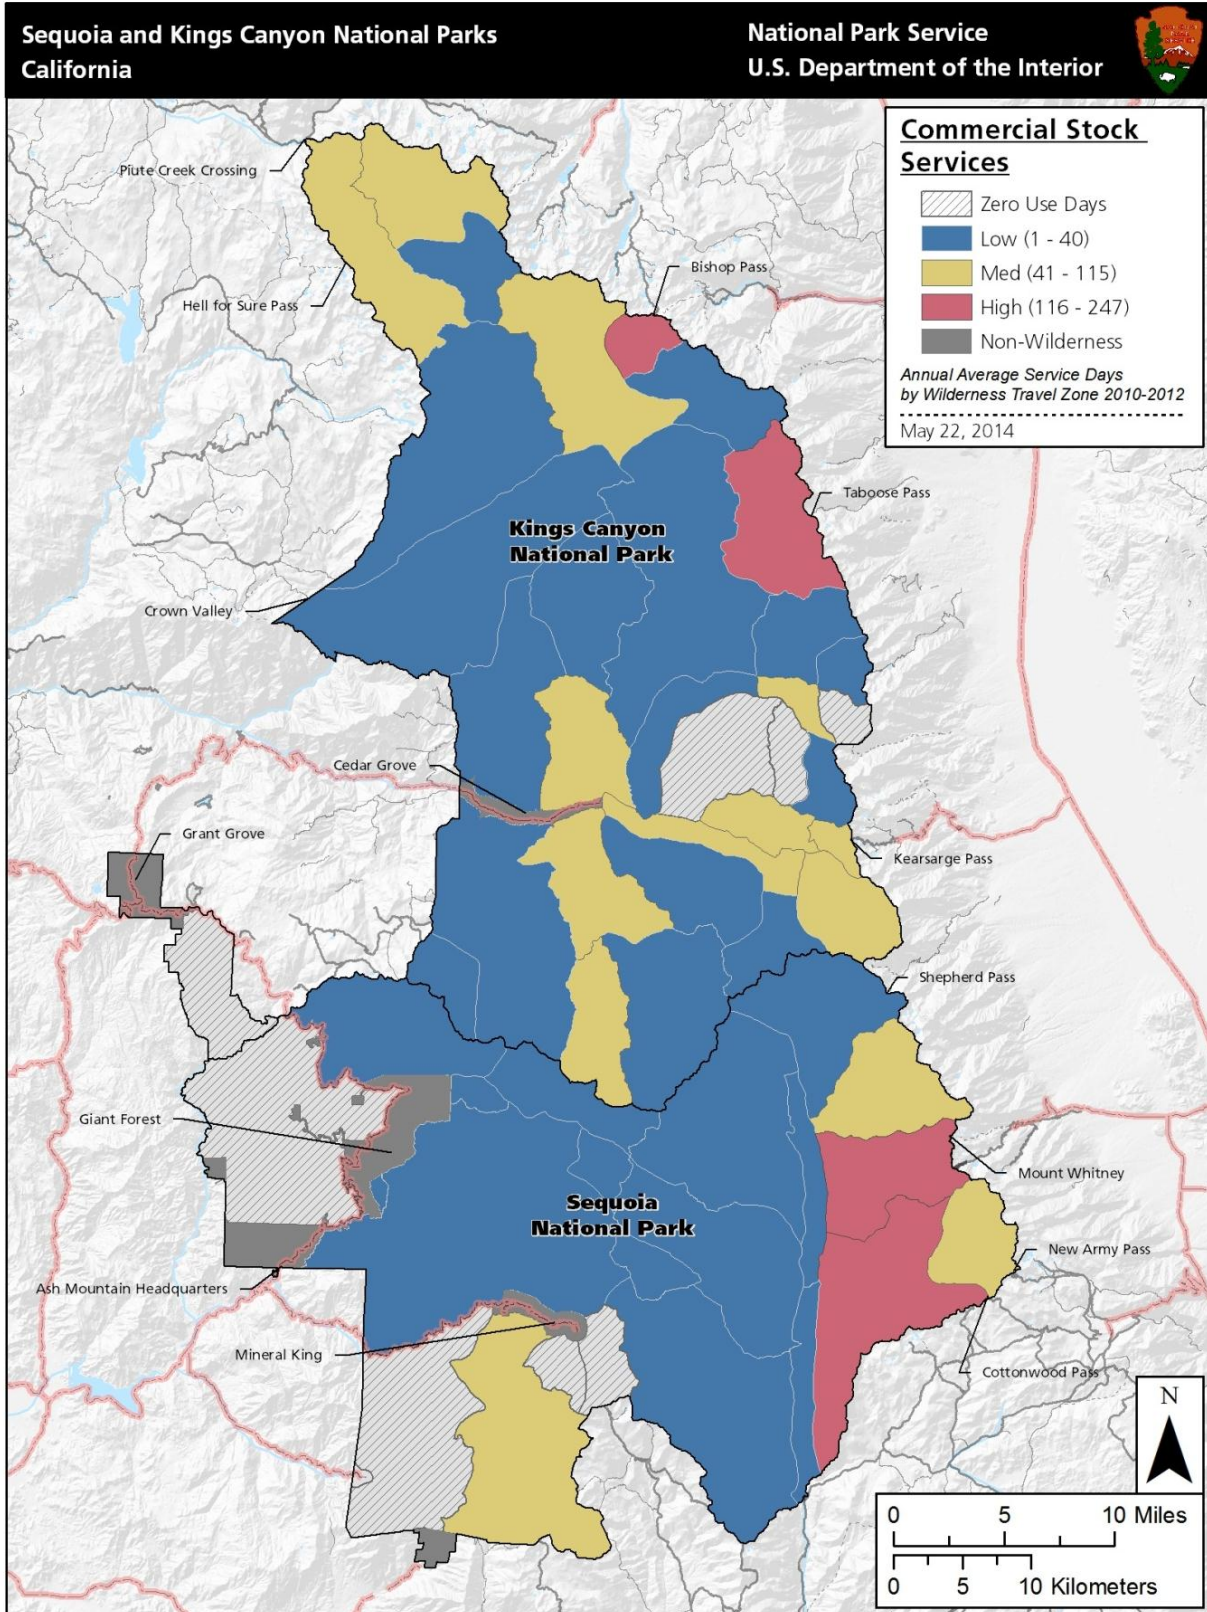 Sequoia and Kings Canyon National Parks
California
National Park Service
U.S. Department of the Interior
Commercial Stock
Services
Zero Use Days
Low (1 - 40)
Med (41 - 115)
High (116 - 247)
Non-Wilderness
Annual Average Service Days
by Wilderness Travel Zone 2010-2012
May 22, 2014
Piute Creek Crossing
Bishop Pass
Hell for Sure Pass
Taboose Pass
Kings Canyon
National Park
Crown Valley
Cedar Grove
Grant Grove
Kearsarge Pass
Shepherd Pass
Giant Forest
Mount Whitney
Sequoia
National Park
New Army Pass
Ash Mountain Headquarters
Mineral King
Cottonwood Pass
N
0 5 10 Miles
0 5 10 Kilometers